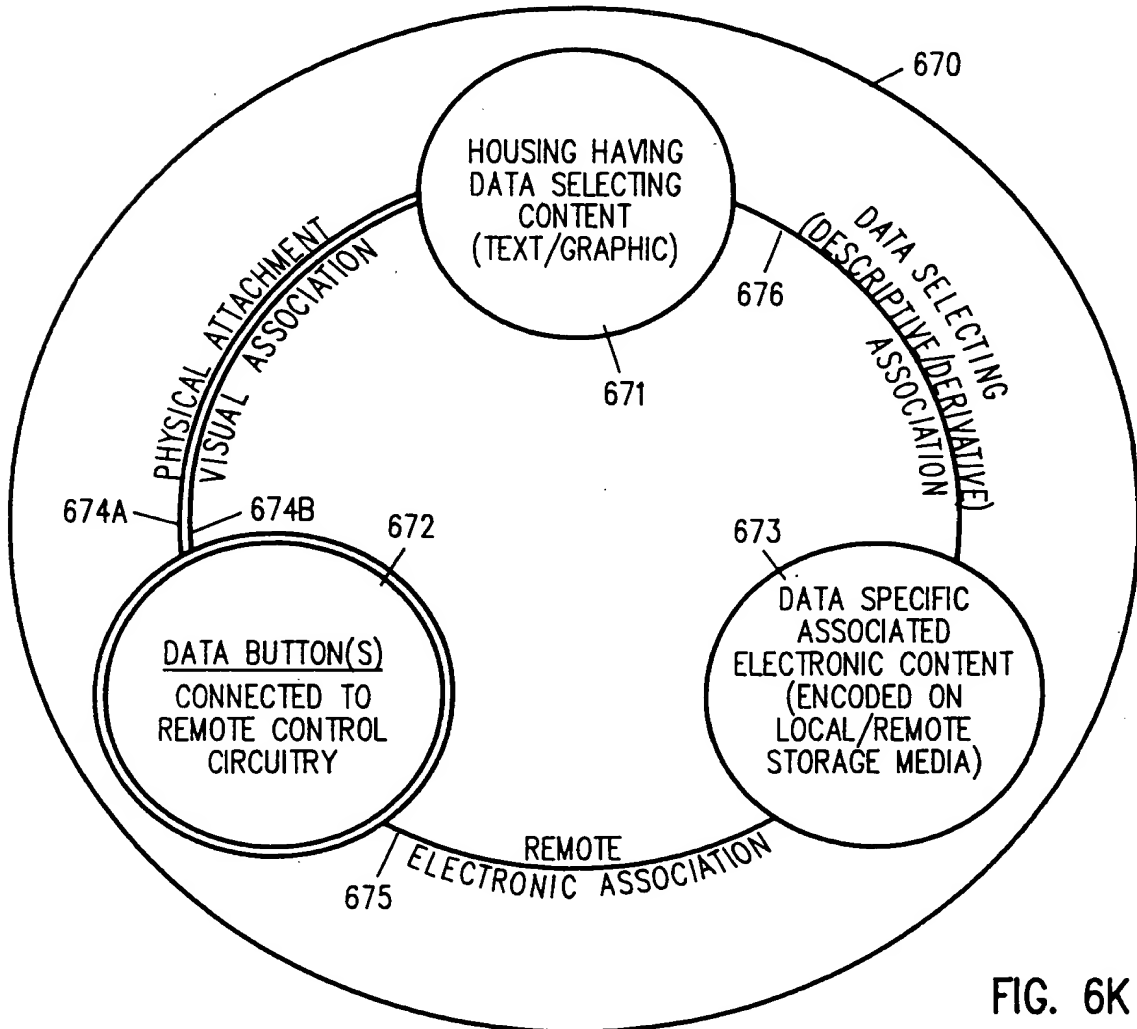 670
HOUSING HAVING
DATA SELECTING
CONTENT
(TEXT/GRAPHIC)
671
PHYSICAL ATTACHMENT
VISUAL ASSOCIATION
674A
674B
676
DATA SELECTING
(DESCRIPTIVE/DERIVATIVE)
ASSOCIATION
672
DATA BUTTON(S)
CONNECTED TO
REMOTE CONTROL
CIRCUITRY
673
DATA SPECIFIC
ASSOCIATED
ELECTRONIC CONTENT
(ENCODED ON
LOCAL/REMOTE
STORAGE MEDIA)
675
REMOTE
ELECTRONIC ASSOCIATION
FIG. 6K